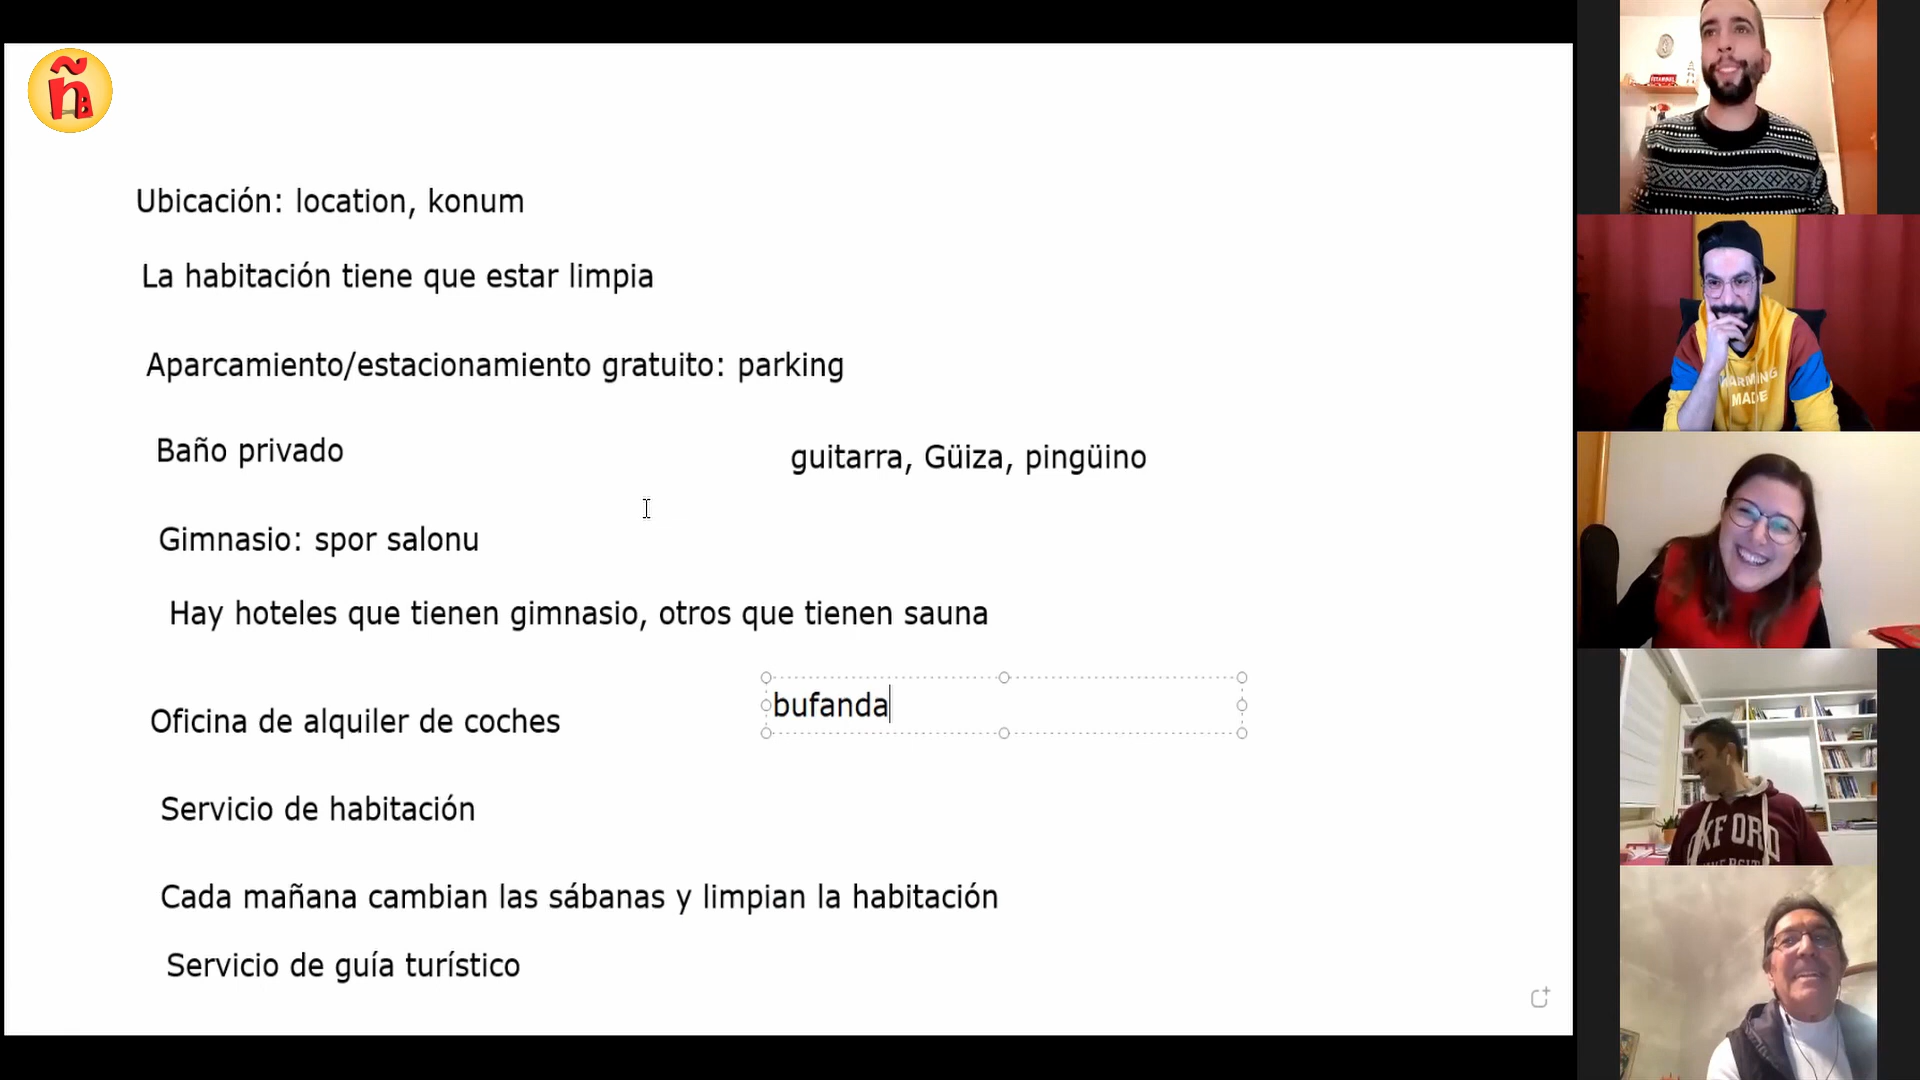 ñ
Ubicación: location, konum
La habitación tiene que estar limpia
Aparcamiento/estacionamiento gratuito: parking
Baño privado
guitarra, Güiza, pingüino
Gimnasio: spor salonu
Hay hoteles que tienen gimnasio, otros que tienen sauna
bufanda
Oficina de alquiler de coches
Servicio de habitación
Cada mañana cambian las sábanas y limpian la habitación
Servicio de guía turístico
MADE
OXFORD